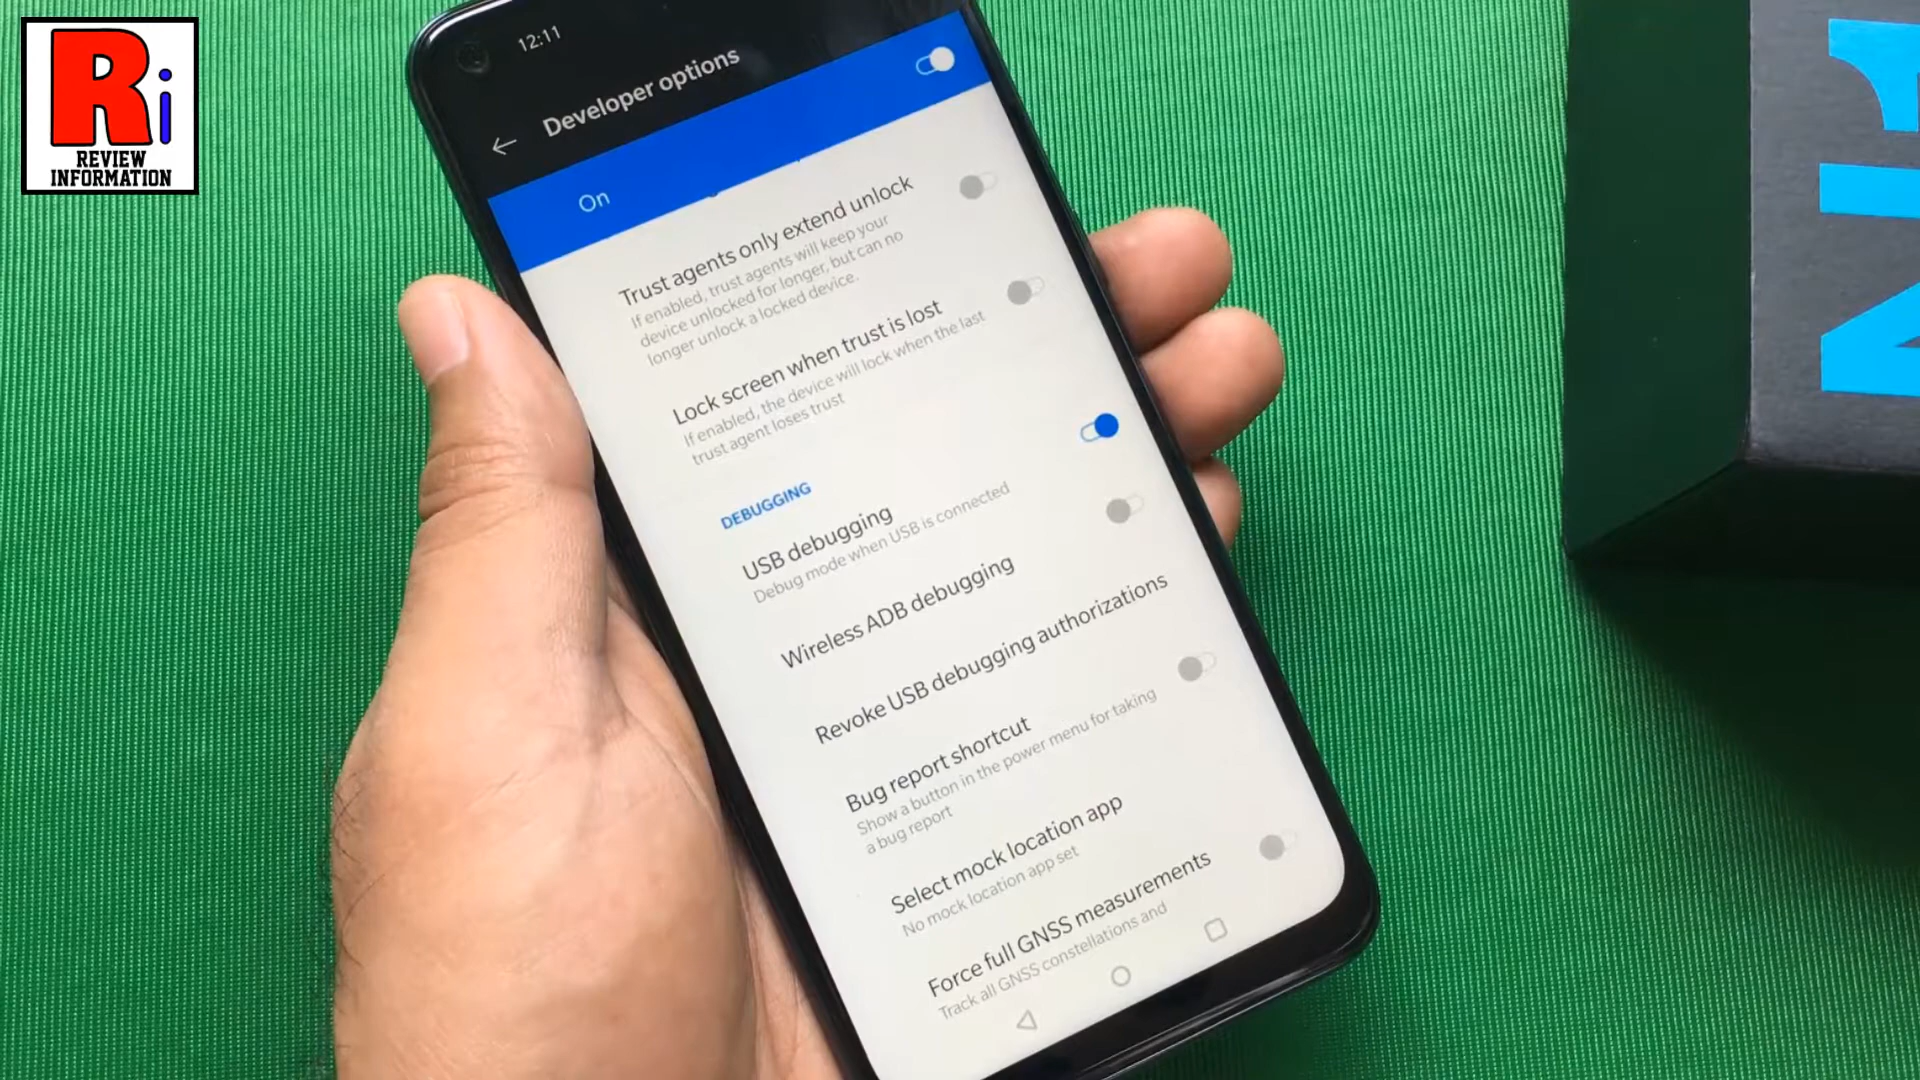 Ri
REVIEW
INFORMATION
12:11
Developer options
On
Trust agents only extend unlock
If enabled, trust agents will keep your
device unlocked for longer, but can no
longer unlock a locked device.
Lock screen when trust is lost
If enabled, the device will lock when the last
trust agent loses trust
DEBUGGING
USB debugging
Debug mode when USB is connected
Wireless ADB debugging
Revoke USB debugging authorizations
Bug report shortcut
Show a button in the power menu for taking
a bug report
Select mock location app
No mock location app set
Force full GNSS measurements
Track all GNSS constellations and